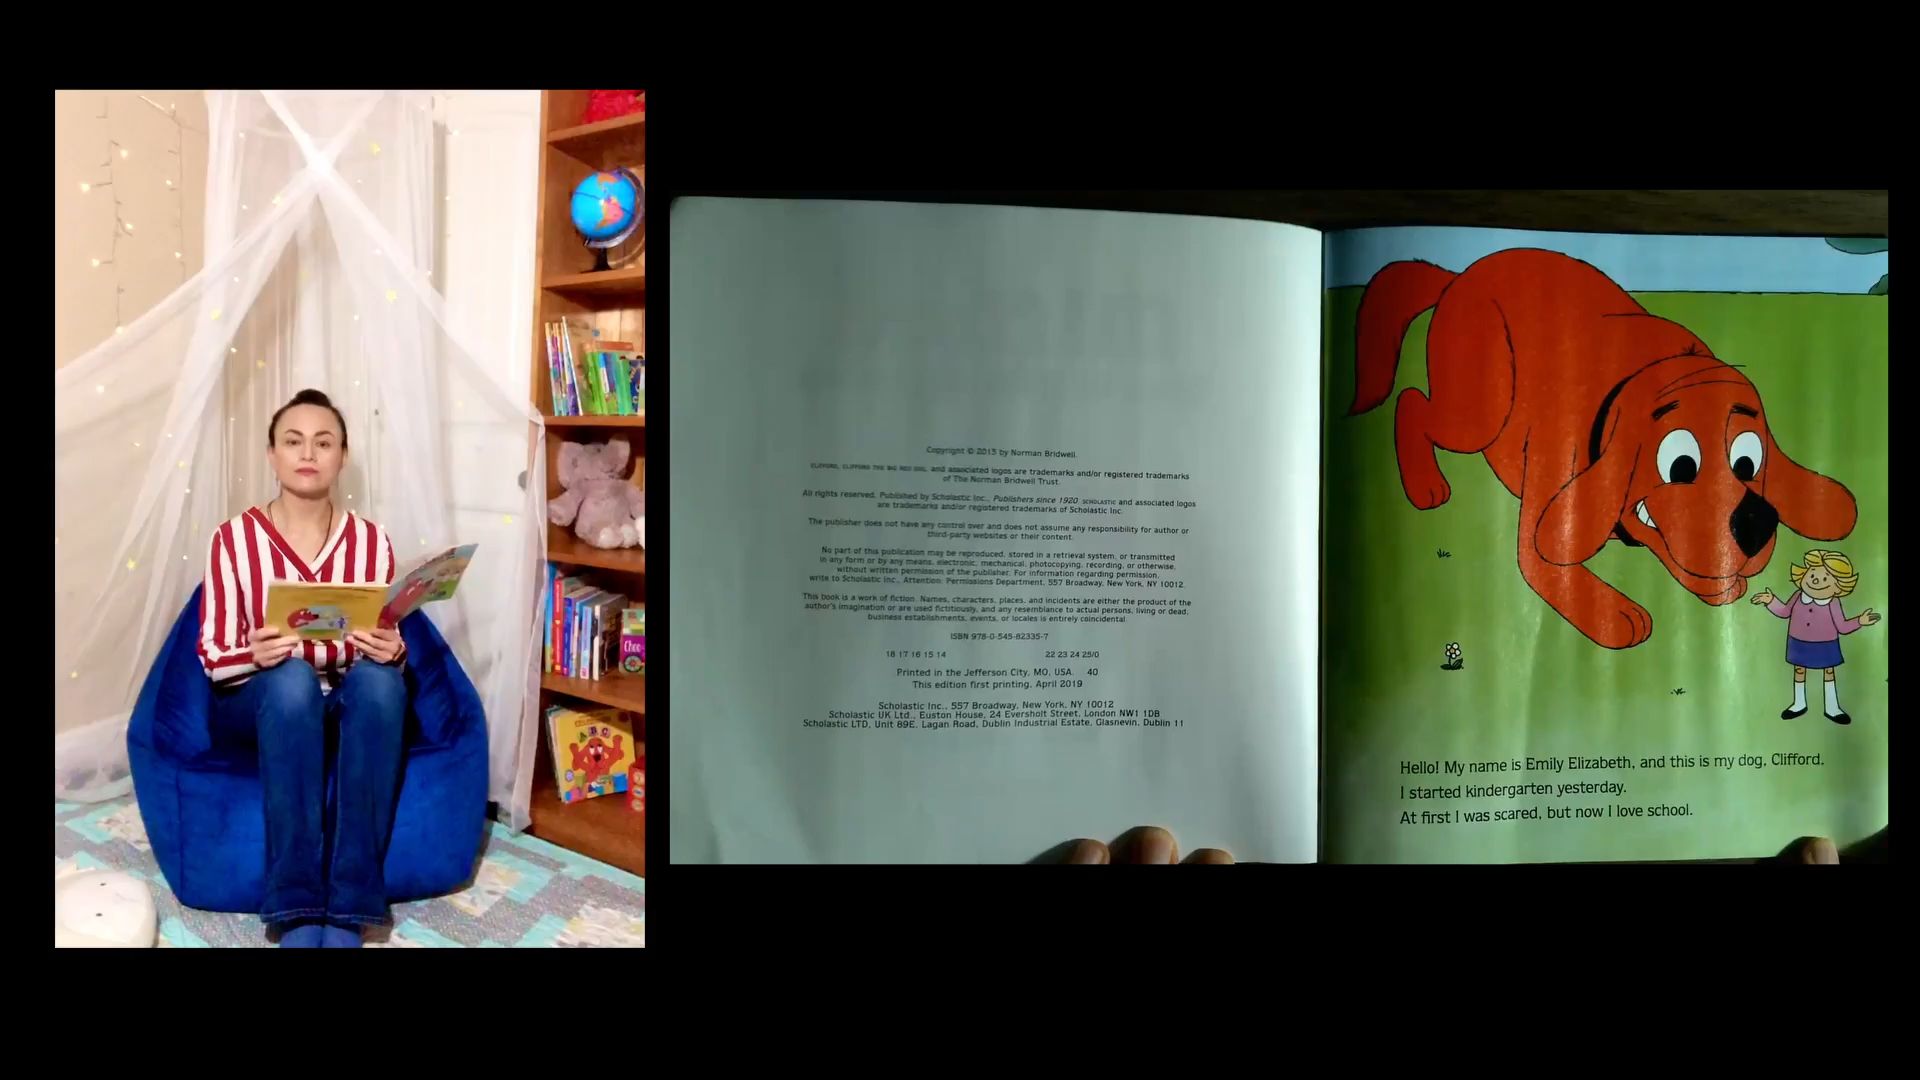 Copyright © 2015 by Norman Bridwell.
CLIFFORD, CLIFFORD THE BIG RED DOG, and associated logos are trademarks and/or registered trademarks
of The Norman Bridwell Trust.
All rights reserved. Published by Scholastic Inc., Publishers since 1920. SCHOLASTIC and associated logos
are trademarks and/or registered trademarks of Scholastic Inc.
The publisher does not have any control over and does not assume any responsibility for author or
third-party websites or their content.
No part of this publication may be reproduced, stored in a retrieval system, or transmitted
in any form or by any means, electronic, mechanical, photocopying, recording, or otherwise,
without written permission of the publisher. For information regarding permission,
write to Scholastic Inc., Attention: Permissions Department, 557 Broadway, New York, NY 10012.
This book is a work of fiction. Names, characters, places, and incidents are either the product of the
author's imagination or are used fictitiously, and any resemblance to actual persons, living or dead,
business establishments, events, or locales is entirely coincidental.
ISBN 978-0-545-82335-7
18 17 16 15 14 22 23 24 25/0
Printed in the Jefferson City, MO, USA. 40
This edition first printing, April 2019
Scholastic Inc., 557 Broadway, New York, NY 10012
Scholastic UK Ltd., Euston House, 24 Eversholt Street, London NW1 1DB
Scholastic LTD, Unit 89E, Lagan Road, Dublin Industrial Estate, Glasnevin, Dublin 11
Hello! My name is Emily Elizabeth, and this is my dog, Clifford.
I started kindergarten yesterday.
At first I was scared, but now I love school.
ABC
Choo